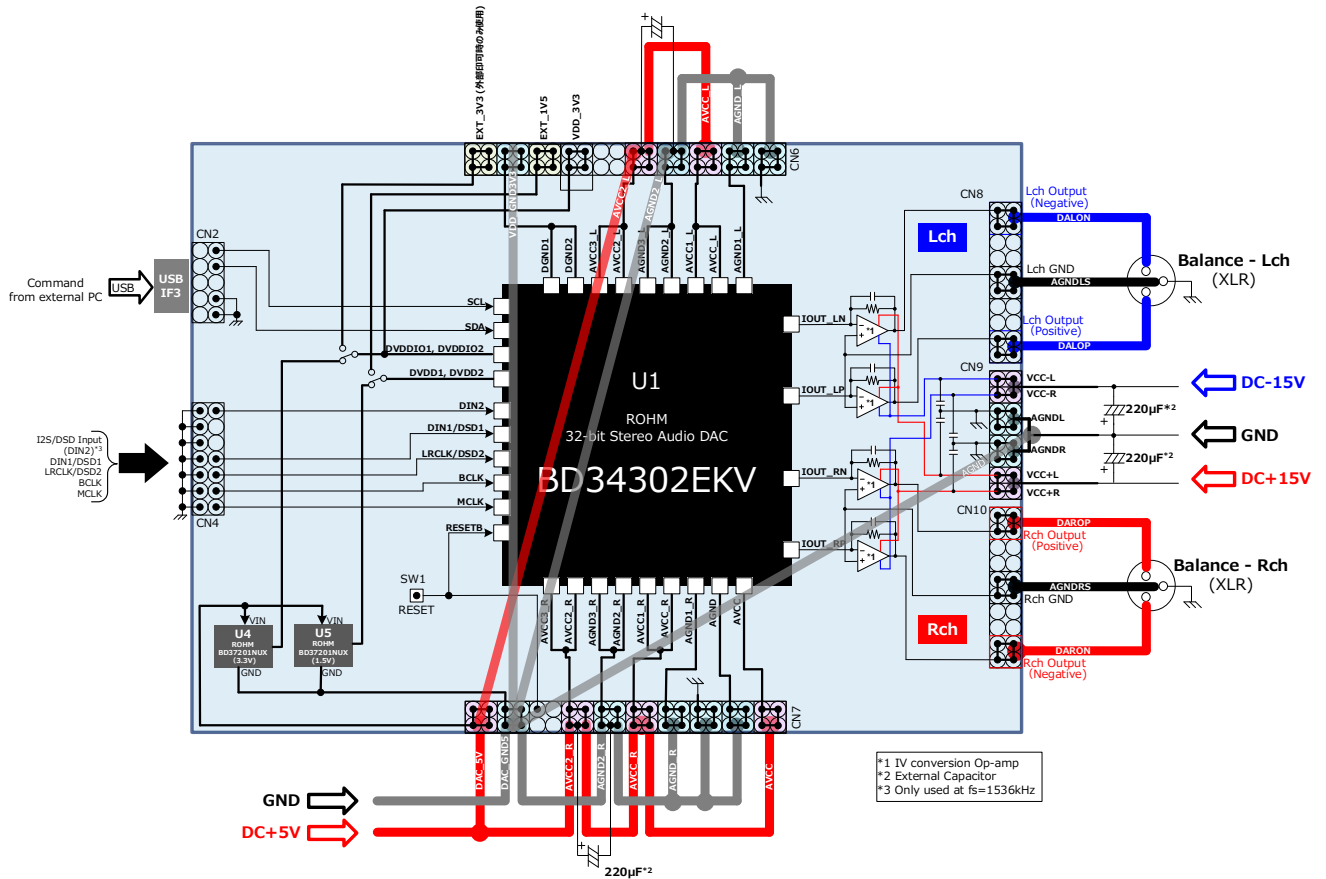 EXT_3V3 (外部印可時のみ使用)
EXT_1V5
VDD_3V3
AVCC_L
AGND_L
CN6
VDD_GND3V3
AVCC2_L
AGND2_L
CN2
Command
from external PC
USB
USB
IF3
DGND1
DGND2
AVCC3_L
AVCC2_L
AGND3_L
AGND2_L
AVCC1_L
AVCC_L
AGND1_L
SCL
SDA
DVDDIO1, DVDDIO2
DVDD1, DVDD2
DIN2
DIN1/DSD1
LRCLK/DSD2
BCLK
MCLK
RESETB
I2S/DSD Input
(DIN2)*3
DIN1/DSD1
LRCLK/DSD2
BCLK
MCLK
CN4
U1
ROHM
32-bit Stereo Audio DAC
BD34302EKV
IOUT_LN
IOUT_LP
IOUT_RN
IOUT_RP
*1
*1
*1
*1
Lch
Rch
CN8
Lch Output
(Negative)
DALON
Lch GND
AGNDLS
Lch Output
(Positive)
DALOP
Balance - Lch
(XLR)
CN9
VCC-L
VCC-R
AGNDL
AGNDR
AGND
VCC+L
VCC+R
+
220μF*2
+
220μF*2
DC-15V
GND
DC+15V
CN10
DAROP
Rch Output
(Positive)
AGNDRS
Rch GND
DARON
Rch Output
(Negative)
Balance - Rch
(XLR)
SW1
RESET
VIN
U4
ROHM
BD37201NUX
(3.3V)
GND
VIN
U5
ROHM
BD37201NUX
(1.5V)
GND
AVCC3_R
AVCC2_R
AGND3_R
AGND2_R
AVCC1_R
AVCC_R
AGND1_R
AGND
AVCC
CN7
DAC_5V
DAC_GND5
AVCC2_R
AGND2_R
AVCC_R
AGND_R
AVCC
GND
DC+5V
+
220μF*2
*1 IV conversion Op-amp
*2 External Capacitor
*3 Only used at fs=1536kHz